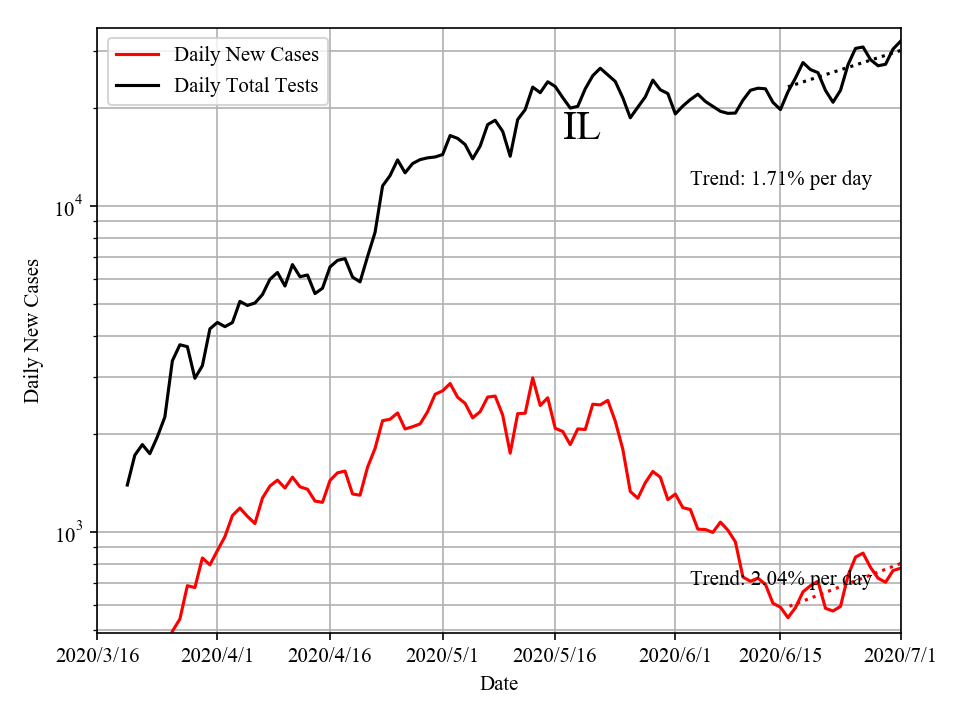 Daily New Cases
Daily Total Tests
IL
Trend: 1.71% per day
10^4
Daily New Cases
10^3
Trend: 2.04% per day
2020/3/16 2020/4/1 2020/4/16 2020/5/1 2020/5/16 2020/6/1 2020/6/15 2020/7/1
Date